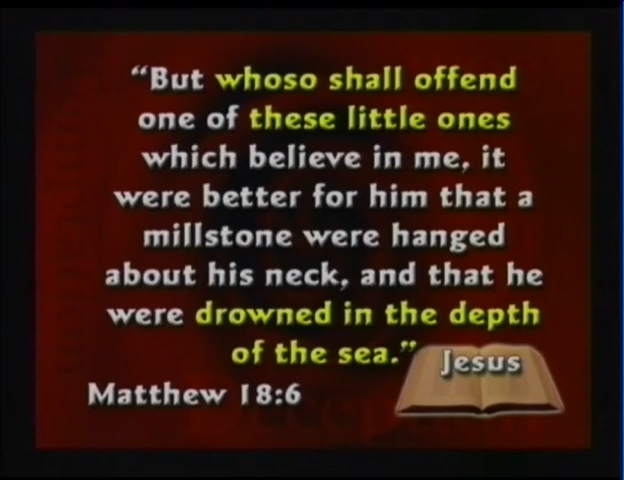 “But whoso shall offend
one of these little ones
which believe in me, it
were better for him that a
millstone were hanged
about his neck, and that he
were drowned in the depth
of the sea.”
Jesus
Matthew 18:6